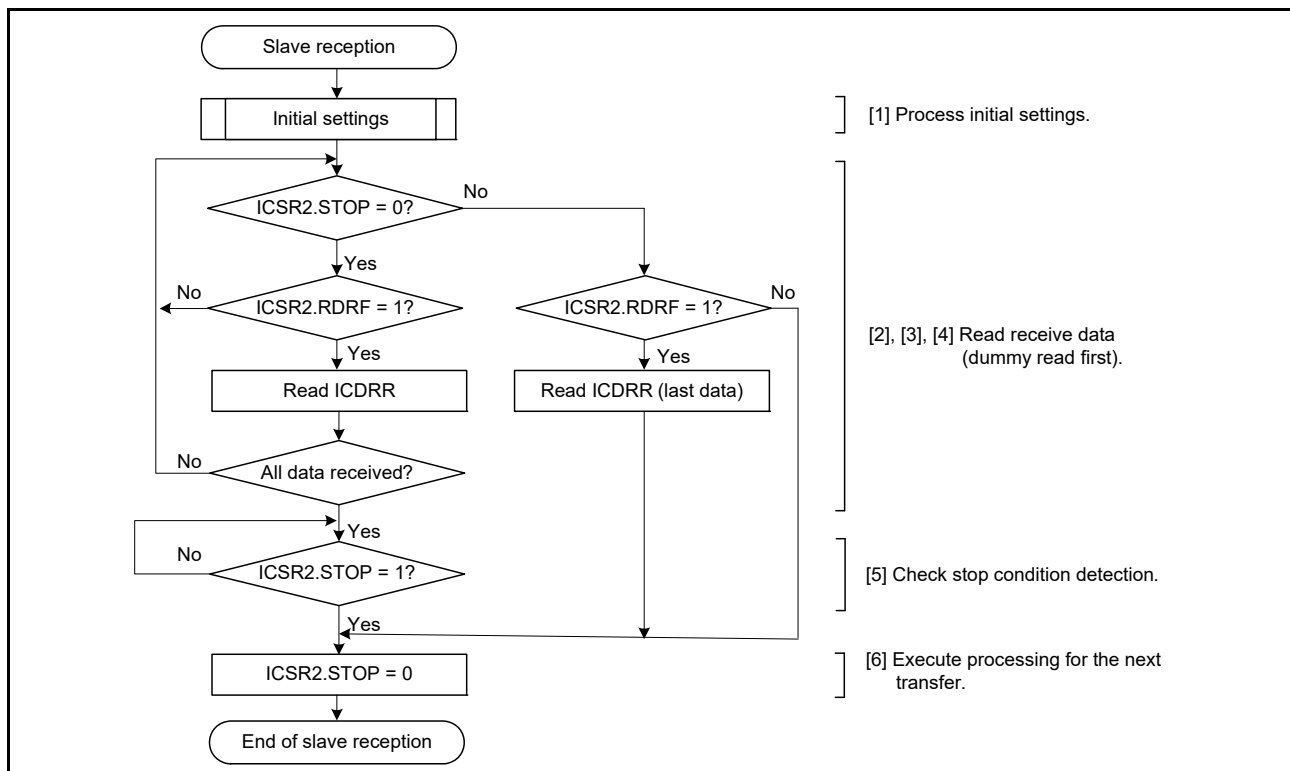 Slave reception
Initial settings
[1] Process initial settings.
ICSR2.STOP = 0?
No
Yes
No
ICSR2.RDRF = 1?
ICSR2.RDRF = 1?
No
Yes
Yes
[2], [3], [4] Read receive data
(dummy read first).
Read ICDRR
Read ICDRR (last data)
No
All data received?
Yes
No
ICSR2.STOP = 1?
[5] Check stop condition detection.
Yes
ICSR2.STOP = 0
[6] Execute processing for the next
transfer.
End of slave reception